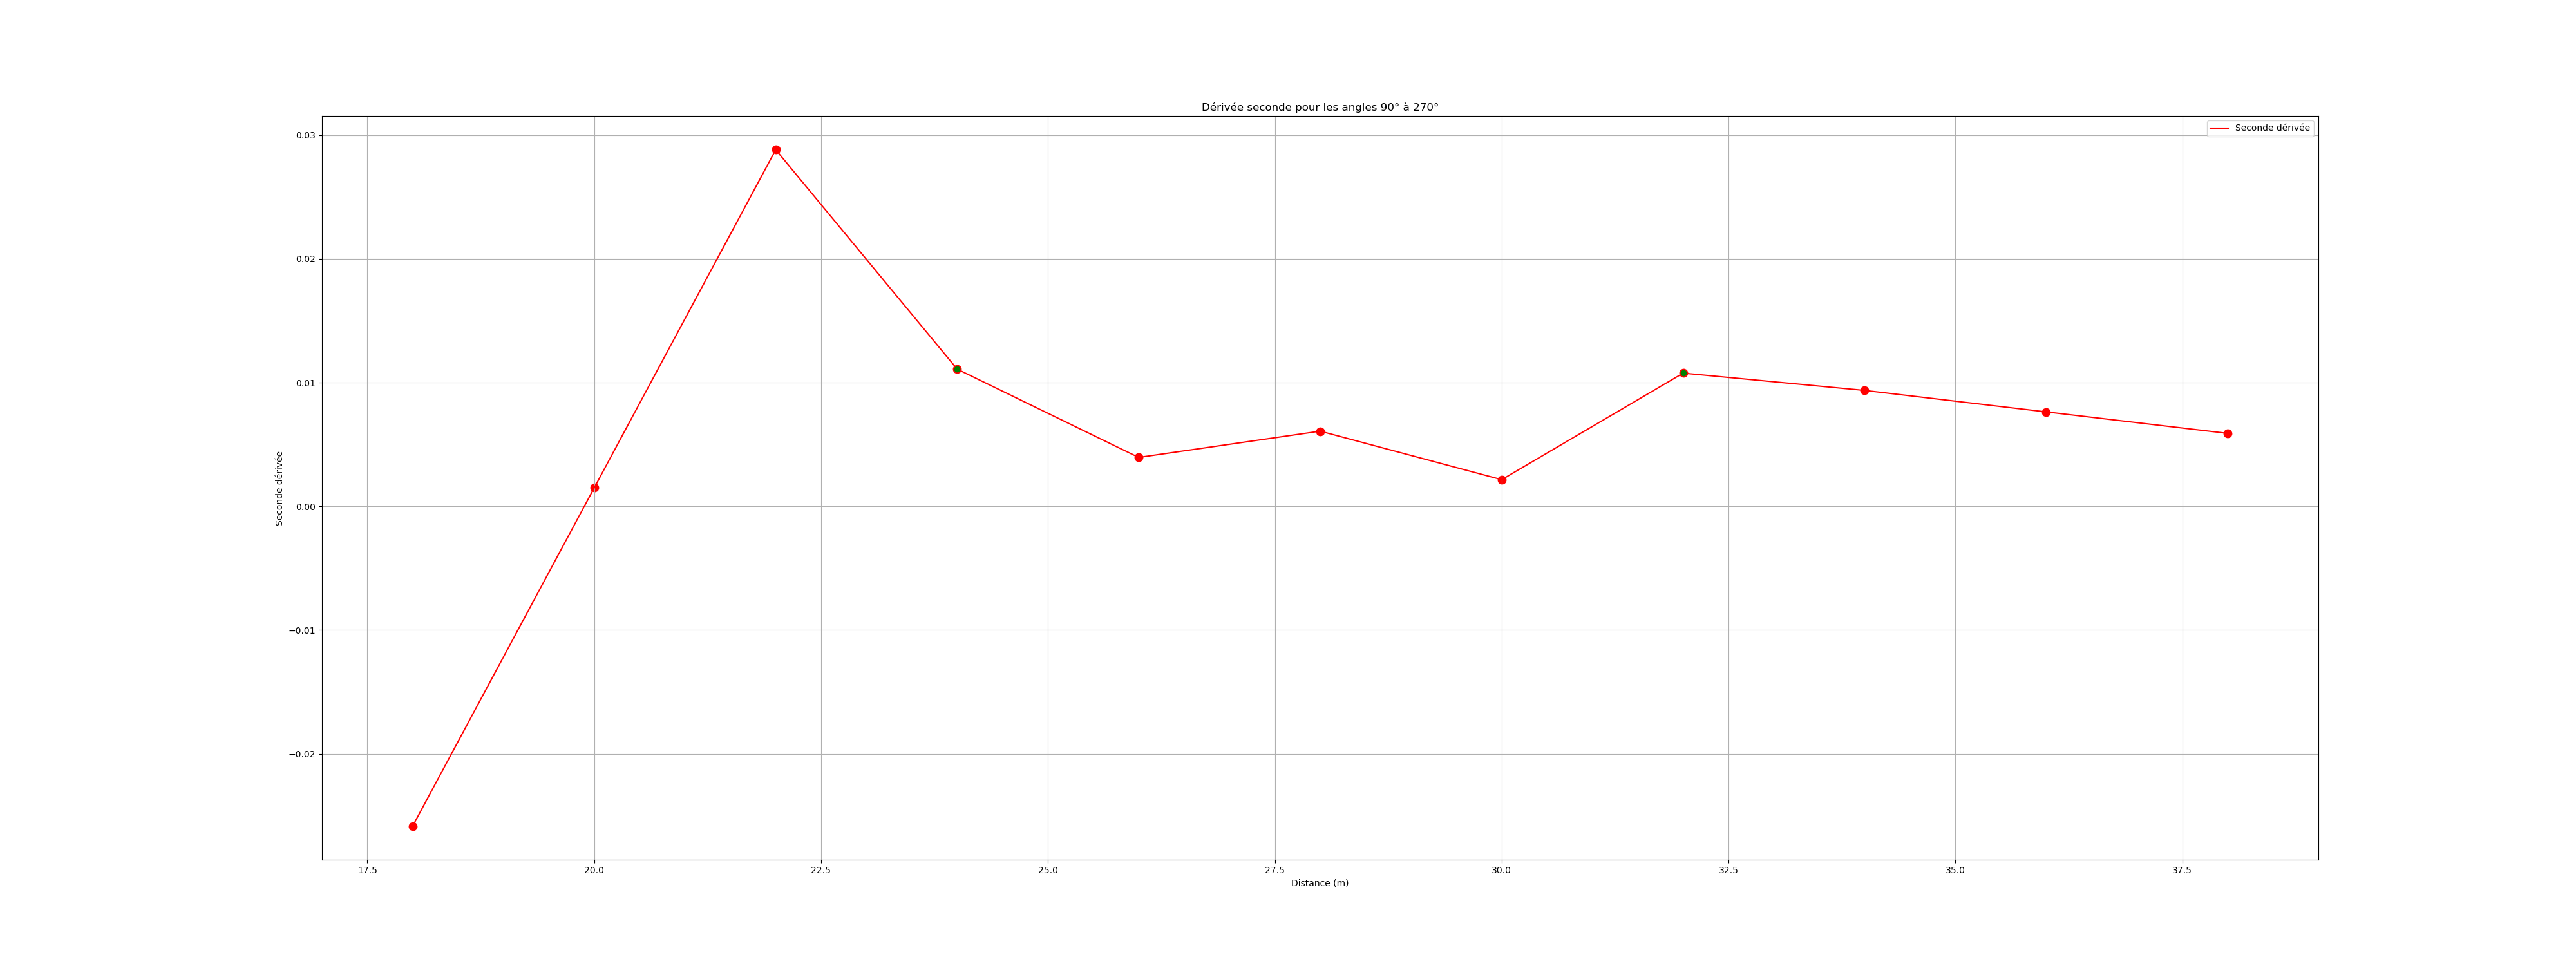 Dérivée seconde pour les angles 90° à 270°
Seconde dérivée
0.03
0.02
0.01
0.00
−0.01
−0.02
Seconde dérivée
17.5 20.0 22.5 25.0 27.5 30.0 32.5 35.0 37.5
Distance (m)